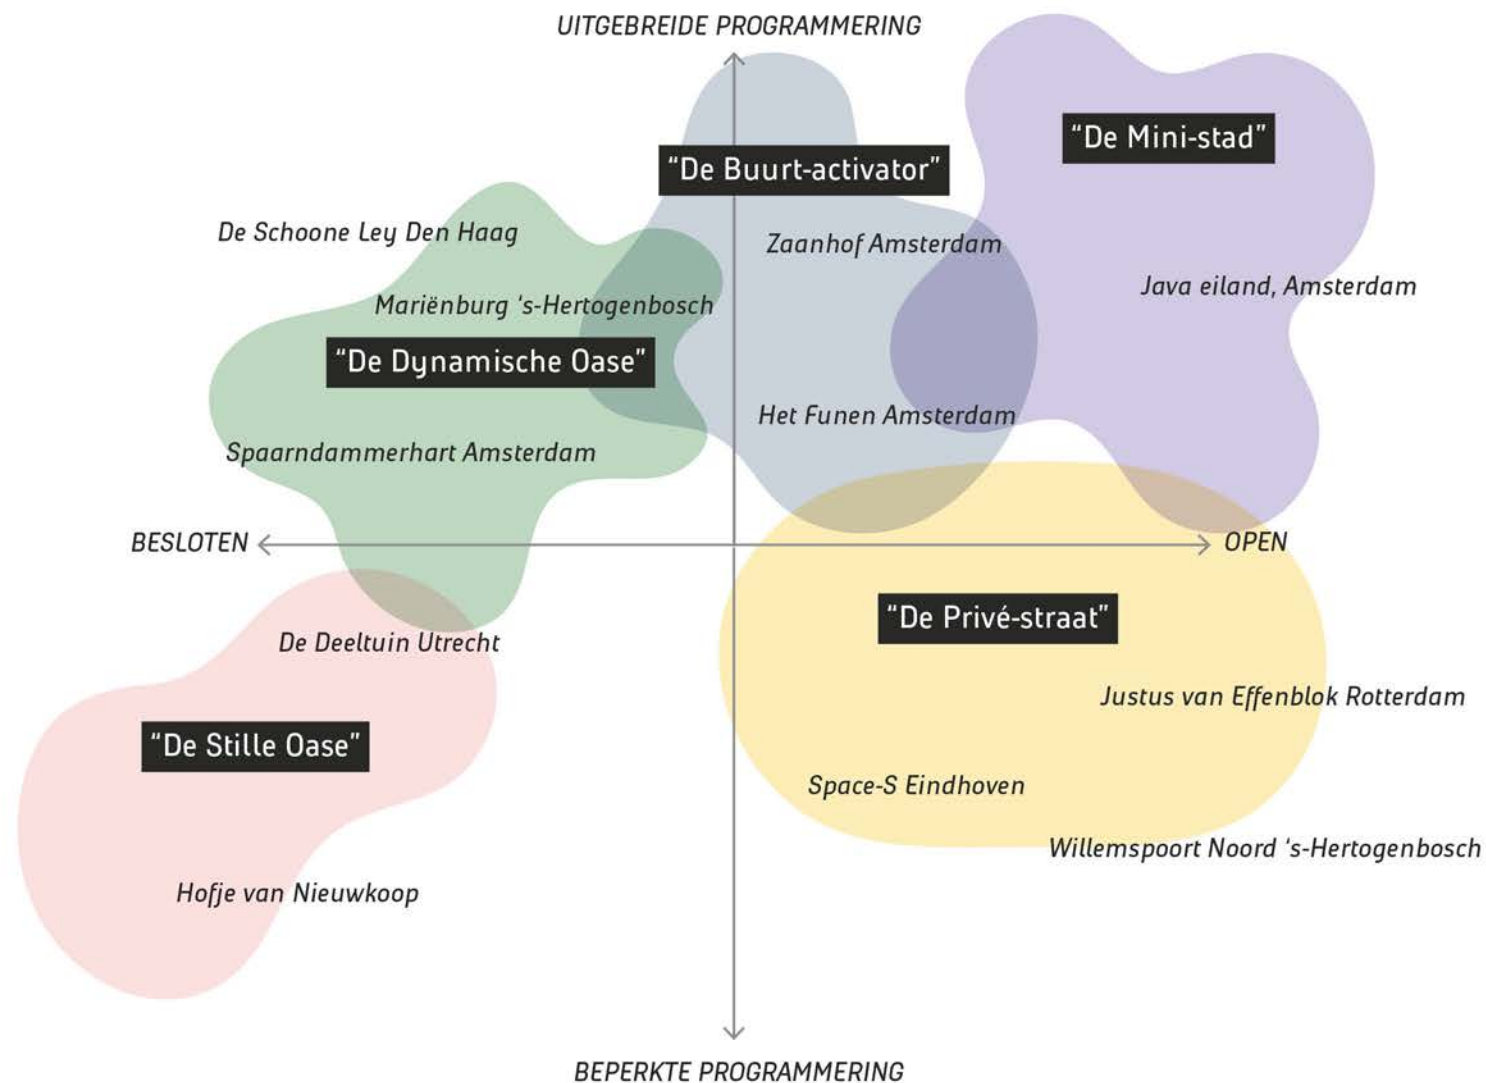 UITGEBREIDE PROGRAMMERING
“De Mini-stad”
“De Buurt-activator”
De Schoone Ley Den Haag
Zaanhof Amsterdam
Java eiland, Amsterdam
Mariënburg ‘s-Hertogenbosch
“De Dynamische Oase”
Het Funen Amsterdam
Spaarndammerhart Amsterdam
BESLOTEN
OPEN
“De Privé-straat”
De Deeltuin Utrecht
Justus van Effenblok Rotterdam
“De Stille Oase”
Space-S Eindhoven
Willemspoort Noord ‘s-Hertogenbosch
Hofje van Nieuwkoop
BEPERKTE PROGRAMMERING